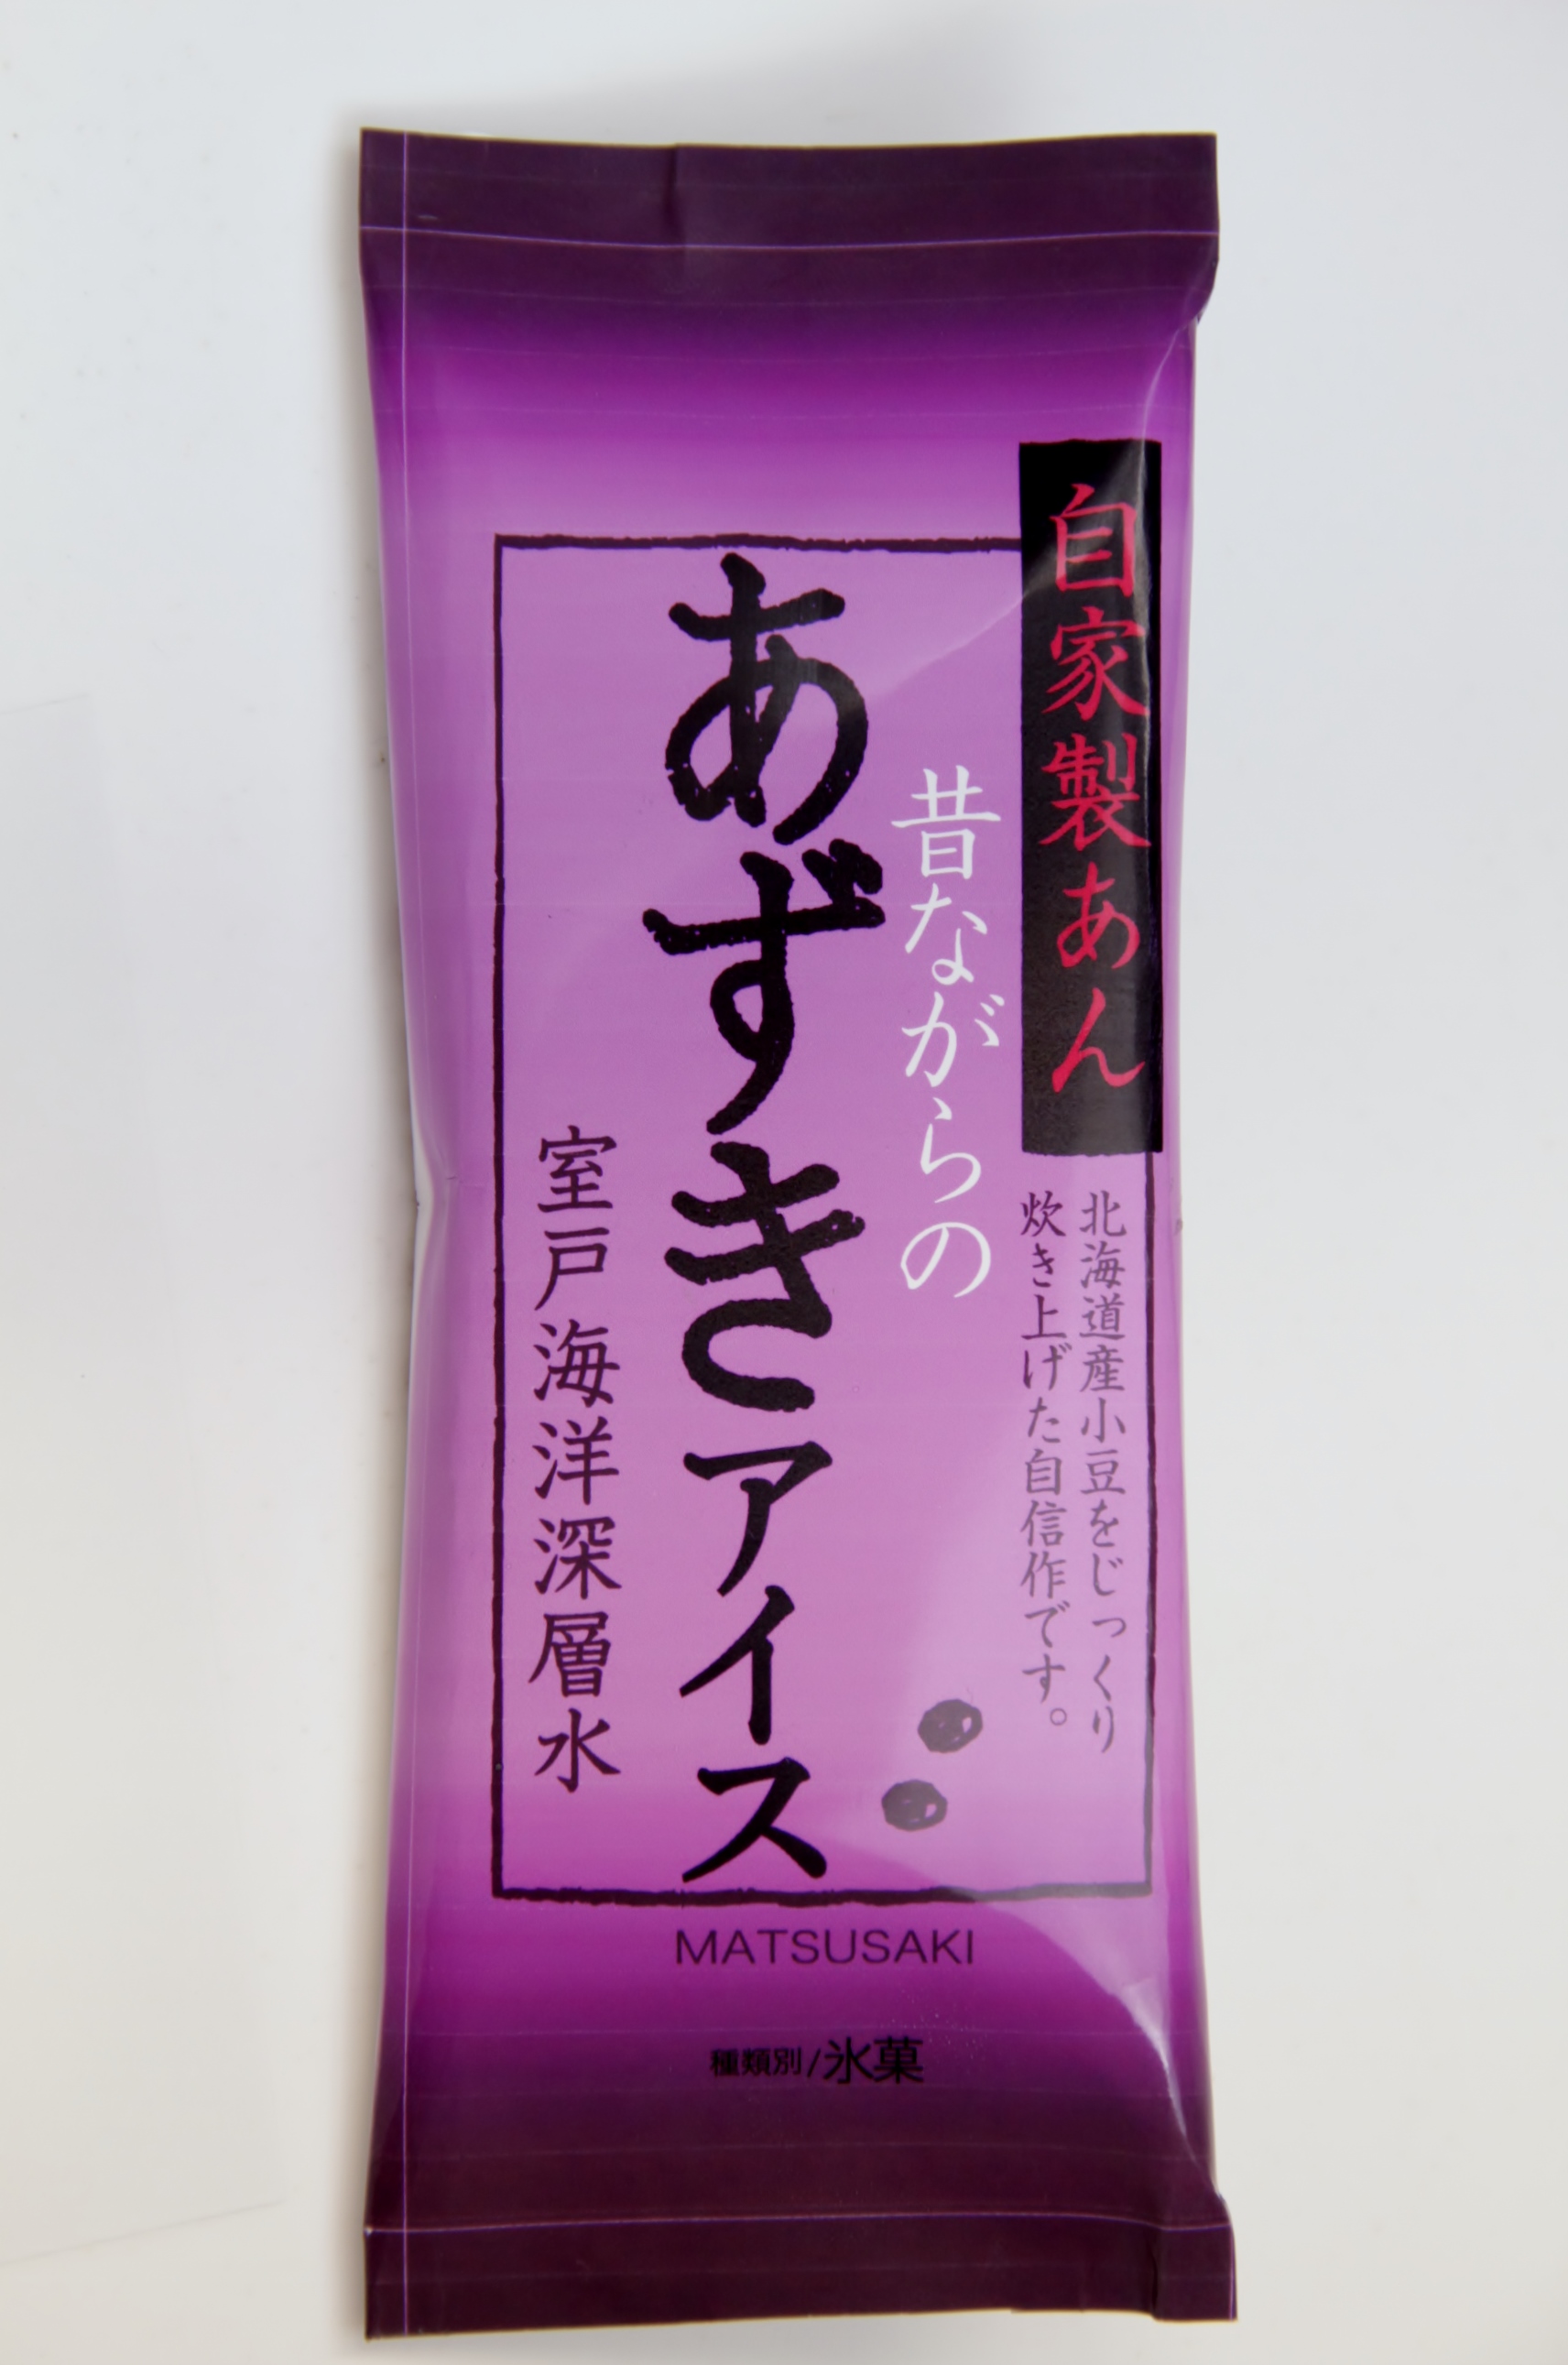 自家製あん
北海道産小豆をじっくり
炊き上げた自信作です。
昔ながらの
あずきアイス
室戸海洋深層水
MATSUSAKI
種類別/氷菓